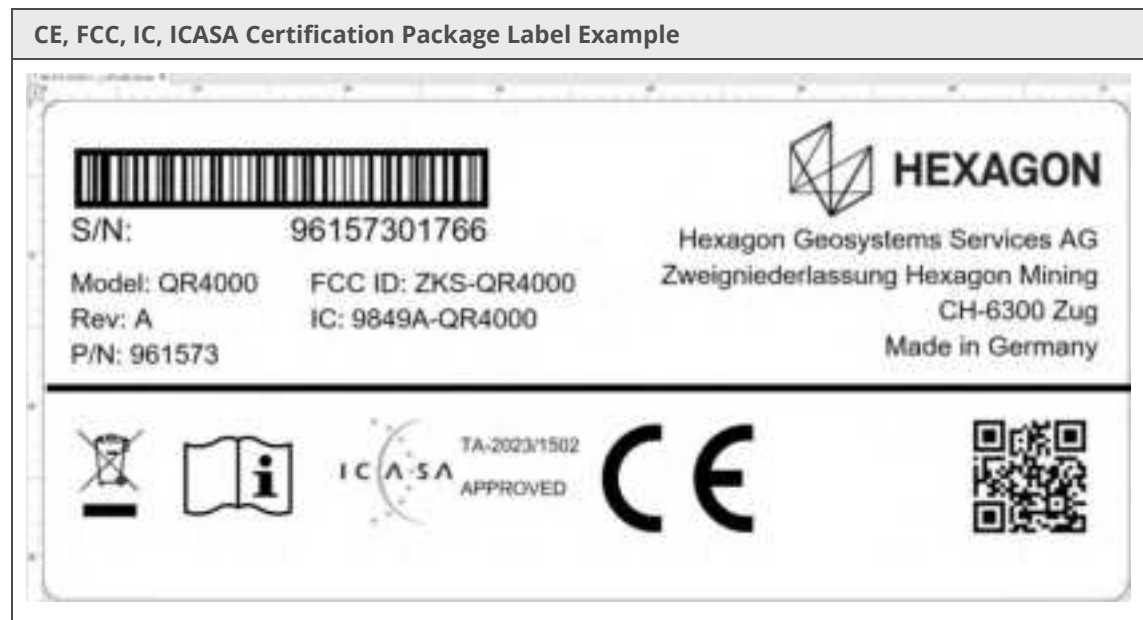 CE, FCC, IC, ICASA Certification Package Label Example
HEXAGON
S/N: 96157301766
Hexagon Geosystems Services AG
Model: QR4000 FCC ID: ZKS-QR4000
Zweigniederlassung Hexagon Mining
Rev: A IC: 9849A-QR4000
CH-6300 Zug
P/N: 961573
Made in Germany
ICASA
TA-2023/1502
APPROVED
CE